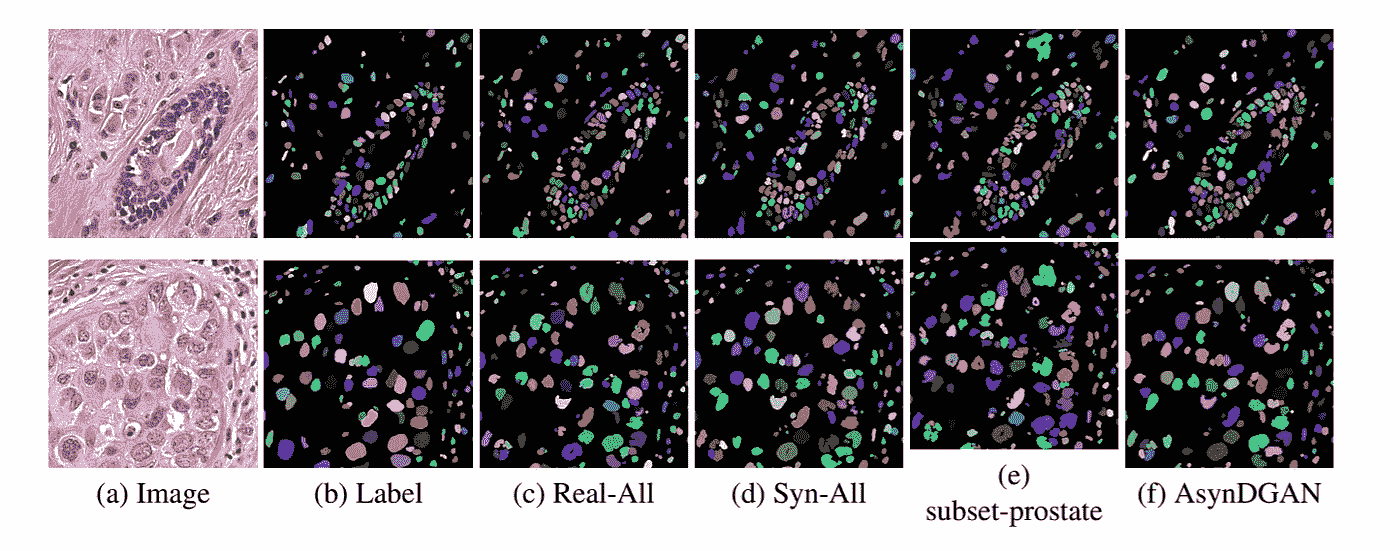 (a) Image
(b) Label
(c) Real-All
(d) Syn-All
(e)
subset-prostate
(f) AsynDGAN